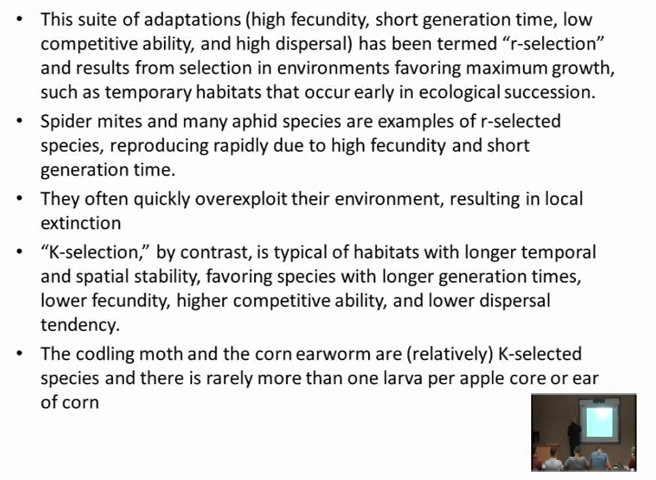 • This suite of adaptations (high fecundity, short generation time, low
competitive ability, and high dispersal) has been termed “r-selection”
and results from selection in environments favoring maximum growth,
such as temporary habitats that occur early in ecological succession.
• Spider mites and many aphid species are examples of r-selected
species, reproducing rapidly due to high fecundity and short
generation time.
• They often quickly overexploit their environment, resulting in local
extinction
• “K-selection,” by contrast, is typical of habitats with longer temporal
and spatial stability, favoring species with longer generation times,
lower fecundity, higher competitive ability, and lower dispersal
tendency.
• The codling moth and the corn earworm are (relatively) K-selected
species and there is rarely more than one larva per apple core or ear
of corn